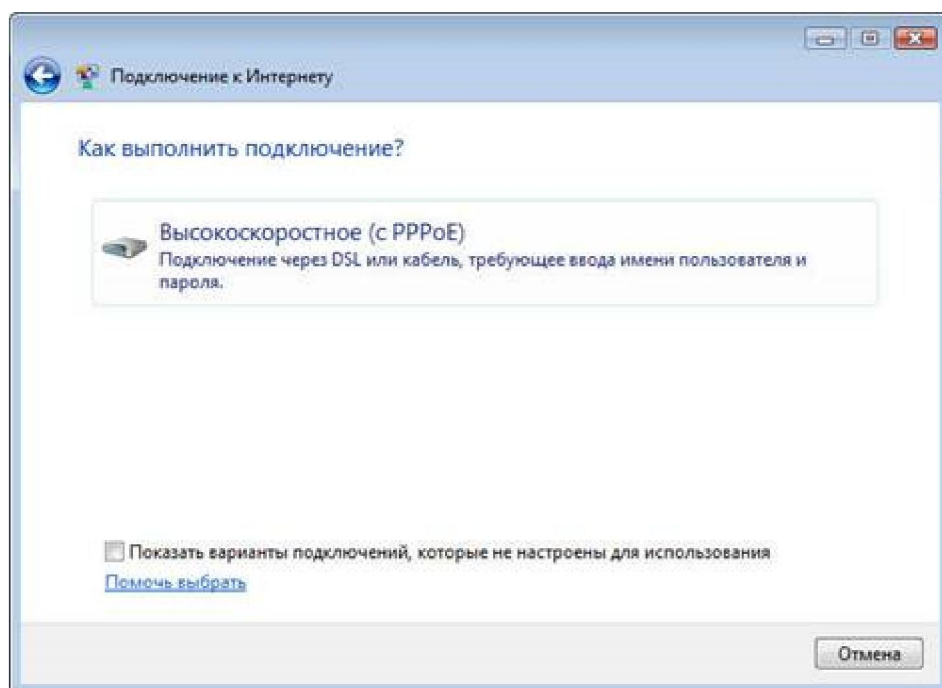 Подключение к Интернету
Как выполнить подключение?
Высокоскоростное (с PPPoE)
Подключение через DSL или кабель, требующее ввода имени пользователя и
пароля.
Показать варианты подключений, которые не настроены для использования
Помочь выбрать
Отмена